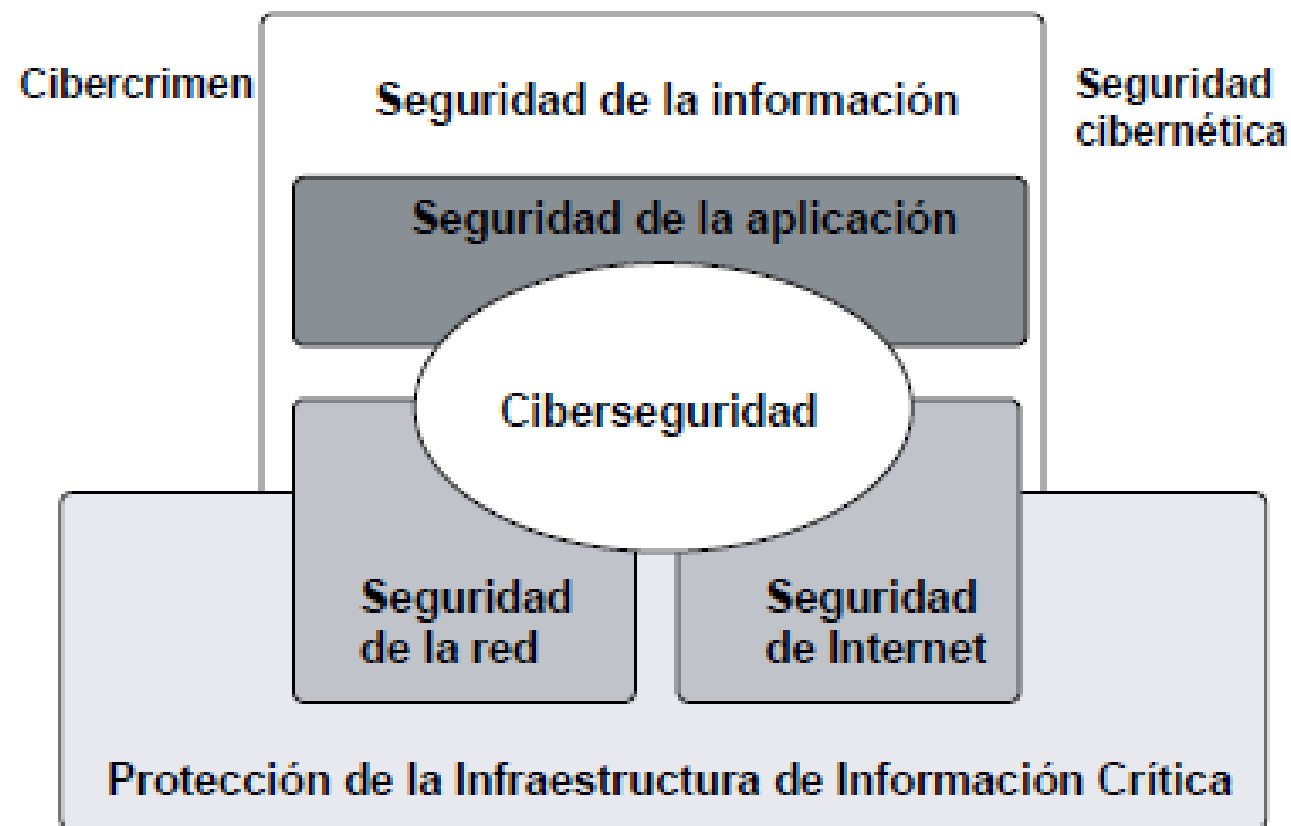 Cibercrimen
Seguridad de la información
Seguridad
cibernética
Seguridad de la aplicación
Ciberseguridad
Seguridad
de la red
Seguridad
de Internet
Protección de la Infraestructura de Información Crítica